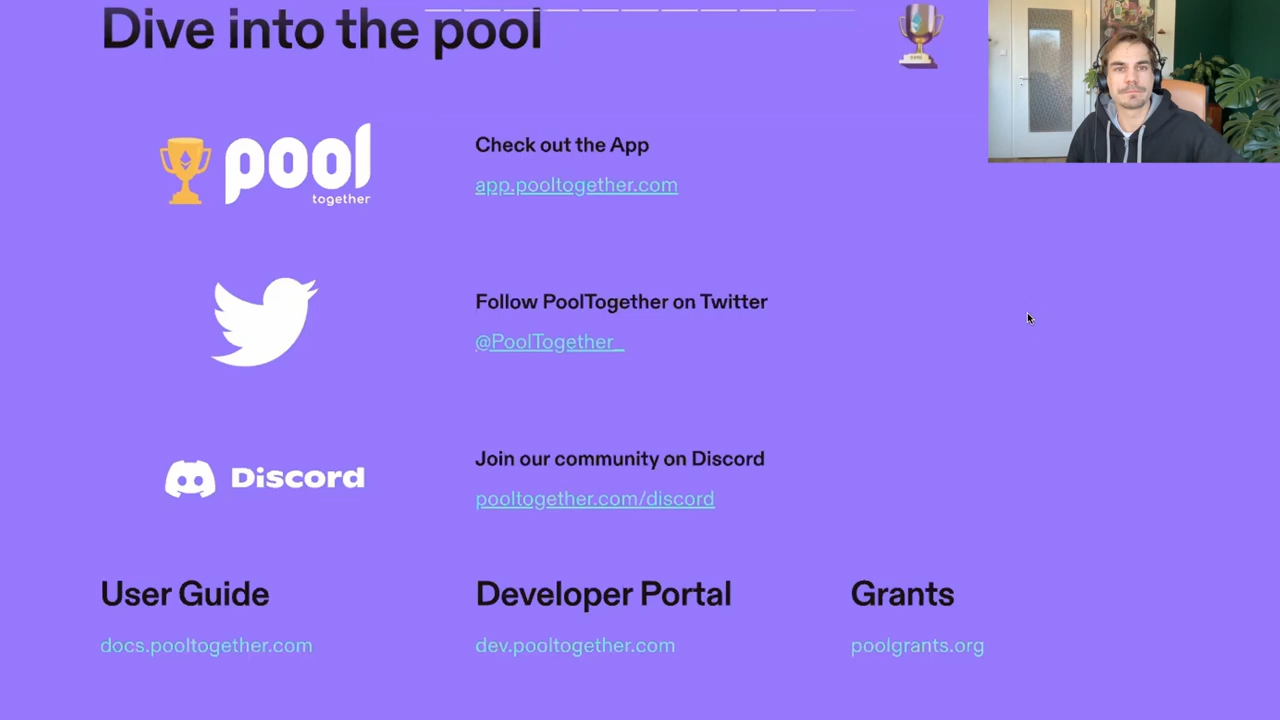 Dive into the pool
pool
together
Check out the App
app.pooltogether.com
Follow PoolTogether on Twitter
@PoolTogether_
Discord
Join our community on Discord
pooltogether.com/discord
User Guide
Developer Portal
Grants
docs.pooltogether.com
dev.pooltogether.com
poolgrants.org